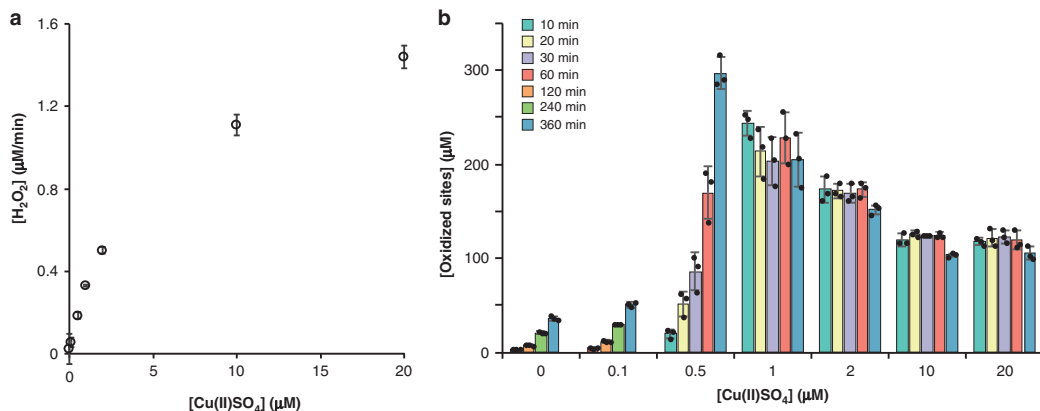 a
[H₂O₂] (µM/min)
1.6
1.2
0.8
0.4
0
0
5
10
15
20
[Cu(II)SO₄] (µM)
b
10 min
20 min
30 min
60 min
120 min
240 min
360 min
[Oxidized sites] (µM)
300
200
100
0
0
0.1
0.5
1
2
10
20
[Cu(II)SO₄] (µM)